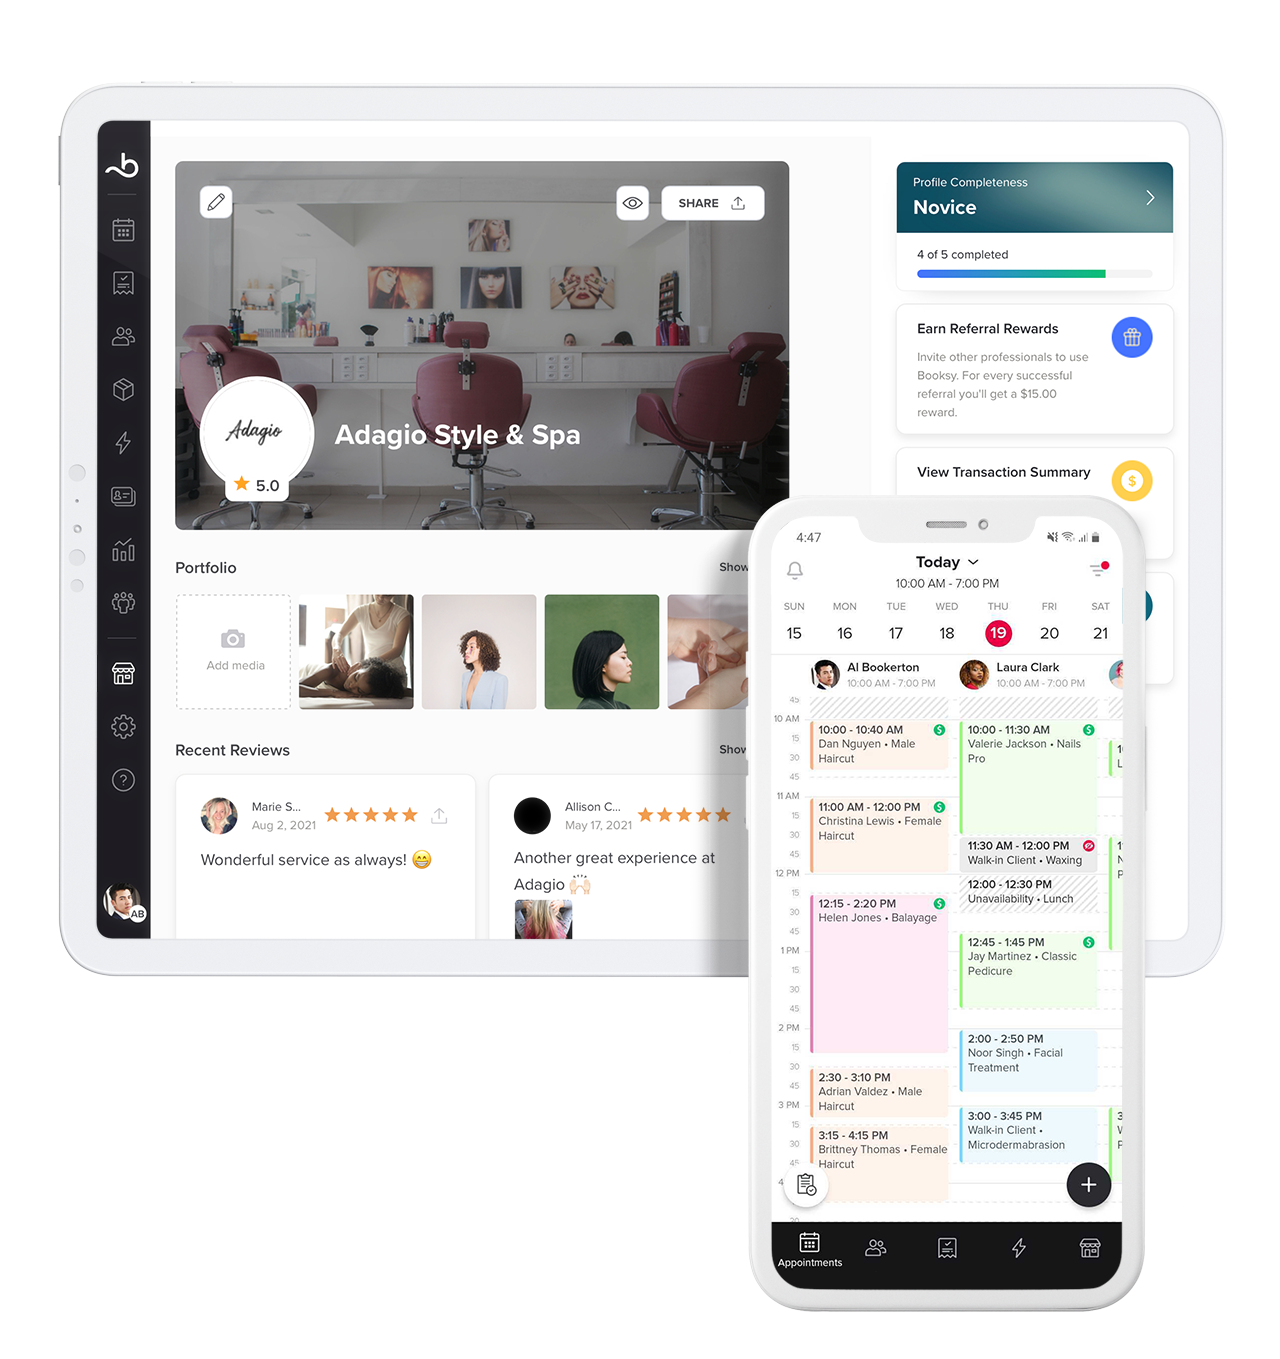 SHARE
Adagio
Adagio Style & Spa
5.0
Profile Completeness
Novice
4 of 5 completed
Earn Referral Rewards
Invite other professionals to use
Booksy. For every successful
referral you'll get a $15.00
reward.
View Transaction Summary
$
Portfolio
Show
Add media
Recent Reviews
Show
Marie S...
Aug 2, 2021
Wonderful service as always! 😁
Allison C...
May 17, 2021
Another great experience at
Adagio 🙌🏻
AB
4:47
Today
10:00 AM - 7:00 PM
SUN MON TUE WED THU FRI SAT
15 16 17 18 19 20 21
Al Bookerton
10:00 AM - 7:00 PM
Laura Clark
10:00 AM - 7:00 PM
45
10 AM
15
30
45
11 AM
15
30
45
12 PM
15
30
45
1 PM
15
30
45
2 PM
15
30
45
3 PM
15
30
45
4
30
10:00 - 10:40 AM
Dan Nguyen • Male
Haircut
11:00 AM - 12:00 PM
Christina Lewis • Female
Haircut
12:15 - 2:20 PM
Helen Jones • Balayage
2:30 - 3:10 PM
Adrian Valdez • Male
Haircut
3:15 - 4:15 PM
Brittney Thomas • Female
Haircut
10:00 - 11:30 AM
Valerie Jackson • Nails
Pro
11:30 AM - 12:00 PM
Walk-in Client • Waxing
12:00 - 12:30 PM
Unavailability • Lunch
12:45 - 1:45 PM
Jay Martinez • Classic
Pedicure
2:00 - 2:50 PM
Noor Singh • Facial
Treatment
3:00 - 3:45 PM
Walk-in Client •
Microdermabrasion
Appointments